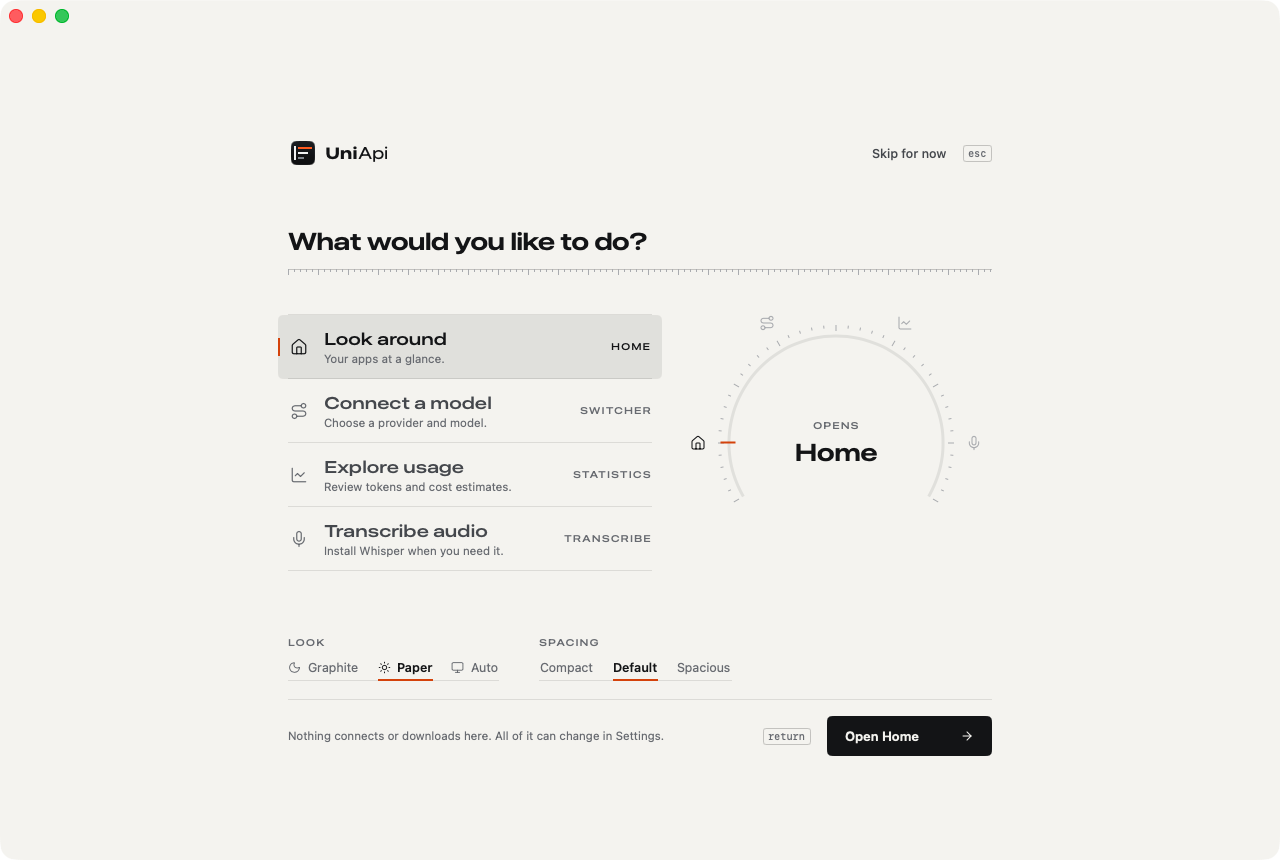 UniApi
Skip for now esc
What would you like to do?
Look around
Your apps at a glance.
HOME
Connect a model
Choose a provider and model.
SWITCHER
Explore usage
Review tokens and cost estimates.
STATISTICS
Transcribe audio
Install Whisper when you need it.
TRANSCRIBE
OPENS
Home
LOOK
Graphite Paper Auto
SPACING
Compact Default Spacious
Nothing connects or downloads here. All of it can change in Settings.
return
Open Home